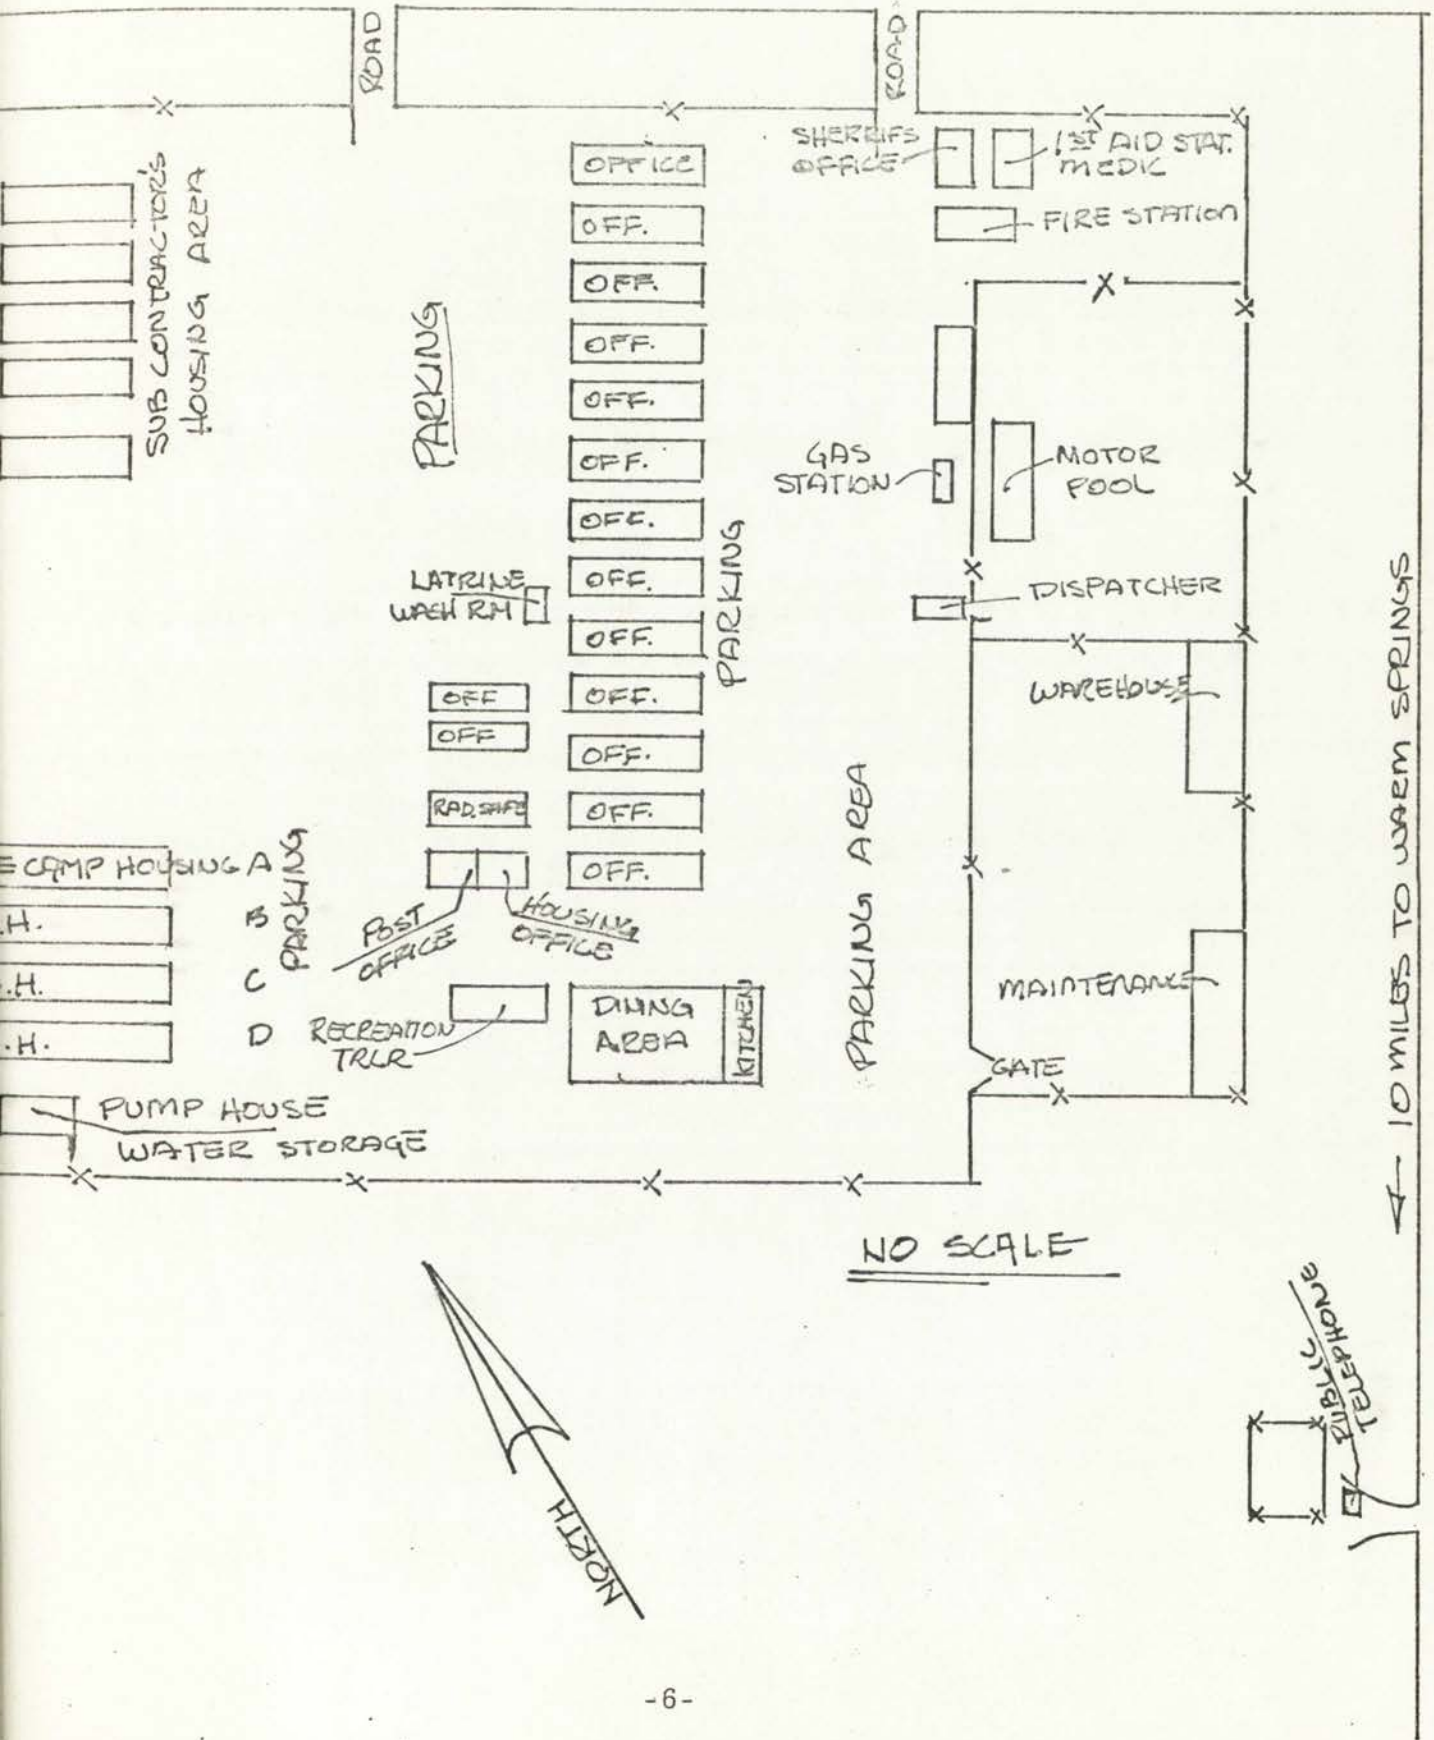 ROAD
ROAD
SUB CONTRACTOR'S
HOUSING AREA
PARKING
OFFICE
OFF.
OFF.
OFF.
OFF.
OFF.
OFF.
OFF.
OFF.
OFF.
OFF.
OFF.
OFF.
PARKING
SHERRIFS
OFFICE
1ST AID STAT.
MEDIC
FIRE STATION
GAS
STATION
MOTOR
POOL
DISPATCHER
WAREHOUSE
MAINTENANCE
GATE
PARKING AREA
LATRINE
WASH RM
OFF
OFF
RAD. SAFE
POST
OFFICE
HOUSING
OFFICE
E CAMP HOUSING A
.H. B
.H. C
.H. D
PARKING
RECREATION
TRLR
DINING
AREA
KITCHEN
PUMP HOUSE
WATER STORAGE
NO SCALE
← 10 MILES TO WARM SPRINGS
PUBLIC
TELEPHONE
NORTH
-6-